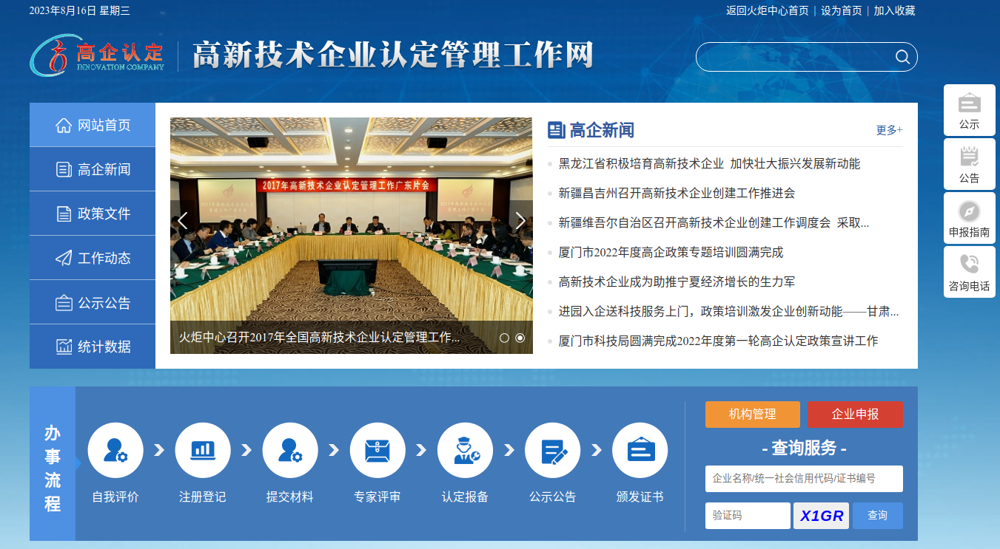 2023年8月16日 星期三
返回火炬中心首页 | 设为首页 | 加入收藏
高企认定
INNOVATION COMPANY
高新技术企业认定管理工作网
网站首页
高企新闻
政策文件
工作动态
公示公告
统计数据
2017年高新技术企业认定管理工作广东片会
火炬中心召开2017年全国高新技术企业认定管理工作...
高企新闻
更多+
黑龙江省积极培育高新技术企业 加快壮大振兴发展新动能
新疆昌吉州召开高新技术企业创建工作推进会
新疆维吾尔自治区召开高新技术企业创建工作调度会 采取...
厦门市2022年度高企政策专题培训圆满完成
高新技术企业成为助推宁夏经济增长的生力军
进园入企送科技服务上门，政策培训激发企业创新动能——甘肃...
厦门市科技局圆满完成2022年度第一轮高企认定政策宣讲工作
公示
公告
申报指南
咨询电话
办事流程
自我评价
注册登记
提交材料
专家评审
认定报备
公示公告
颁发证书
机构管理
企业申报
- 查询服务 -
企业名称/统一社会信用代码/证书编号
验证码
X1GR
查询